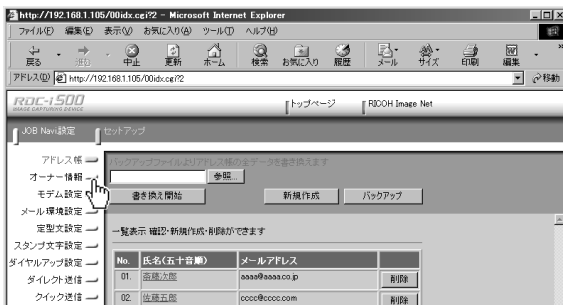 http://192.168.1.105/00idx.cgi?2 - Microsoft Internet Explorer
ファイル(F) 編集(E) 表示(V) お気に入り(A) ツール(T) ヘルプ(H)
戻る 進む 中止 更新 ホーム 検索 お気に入り 履歴 メール サイズ 印刷 編集 »
アドレス(D) http://192.168.1.105/00idx.cgi?2 移動
RDC-i500
IMAGE CAPTURING DEVICE
トップページ RICOH Image Net
JOB Navi設定 セットアップ
アドレス帳
オーナー情報
モデム設定
メール環境設定
定型文設定
スタンプ文字設定
ダイヤルアップ設定
ダイレクト送信
クイック送信
バックアップファイルよりアドレス帳の全データを書き換えます
参照...
書き換え開始 新規作成 バックアップ
一覧表示 確認・新規作成・削除ができます
No. 氏名(五十音順) メールアドレス
01. 斎藤次郎 aaaa@aaaa.co.jp 削除
02. 佐藤五郎 cccc@cccc.com 削除